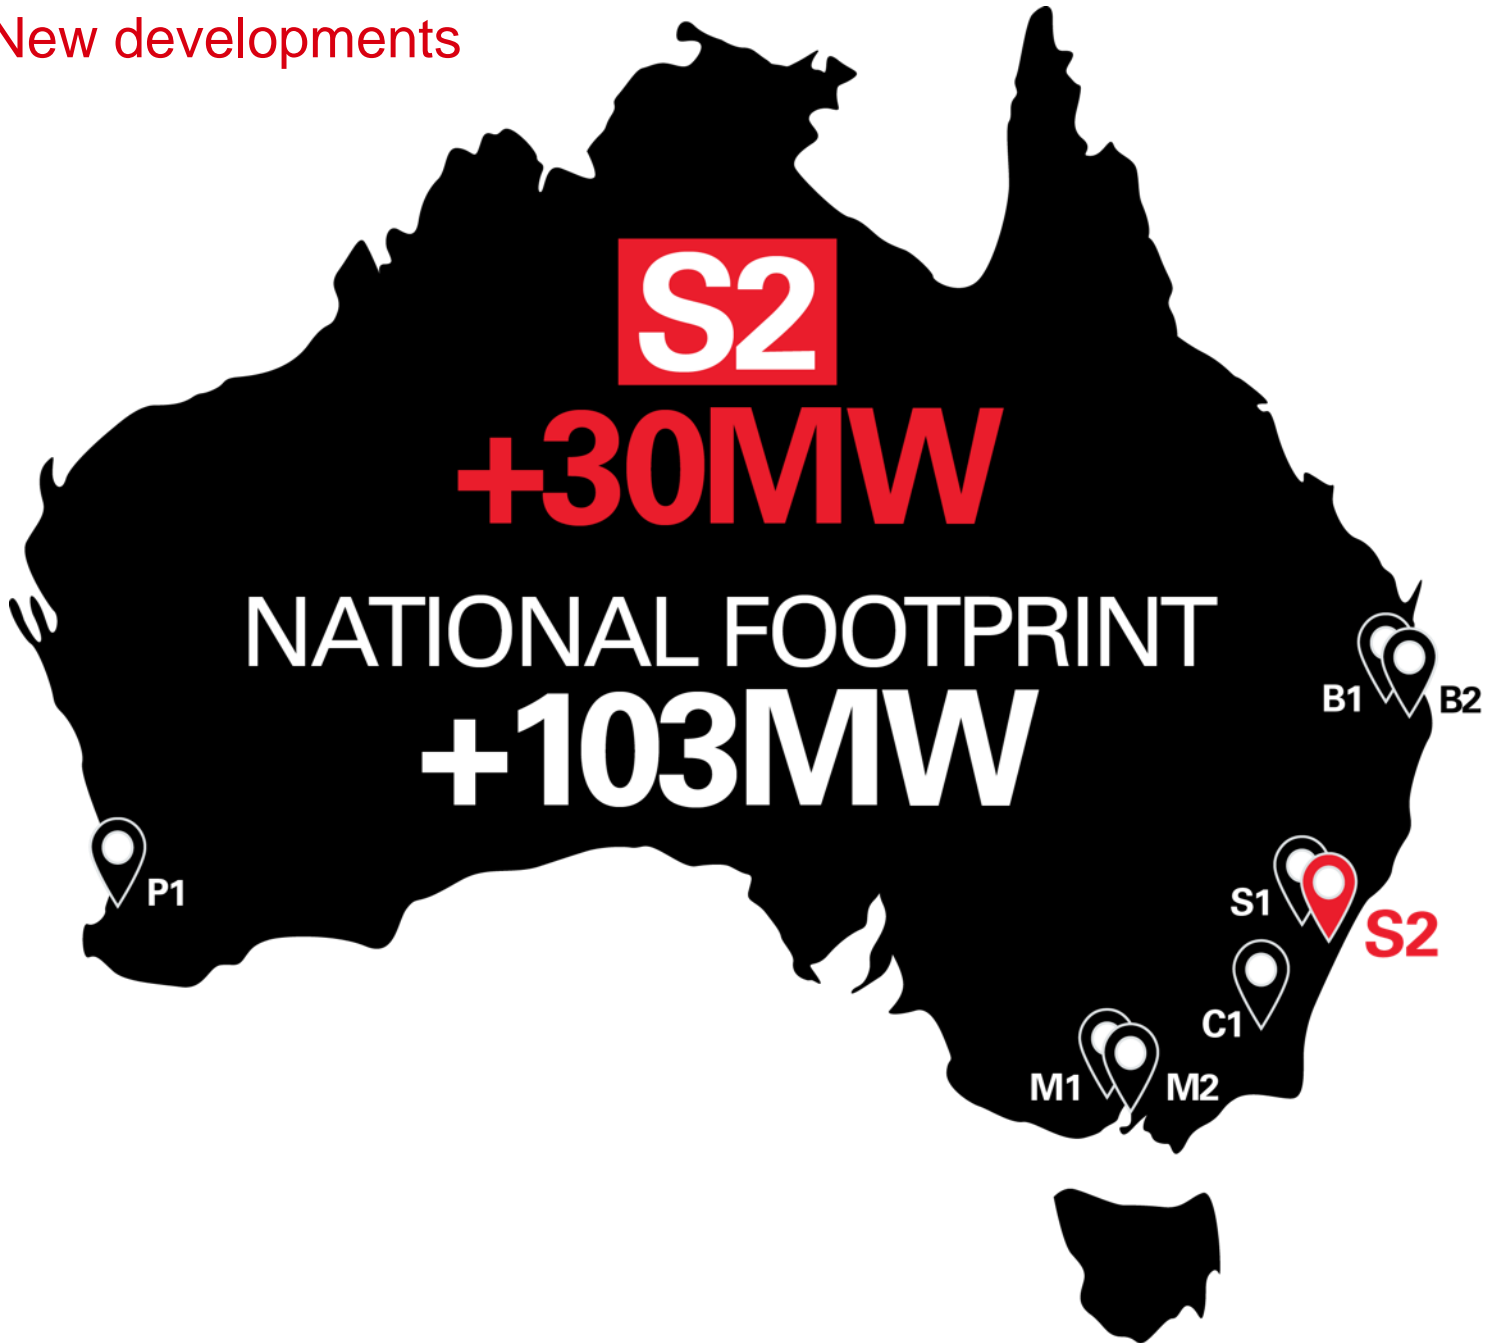 New developments
S2
+30MW
NATIONAL FOOTPRINT
+103MW
B1 B2
P1
S1
S2
C1
M1 M2